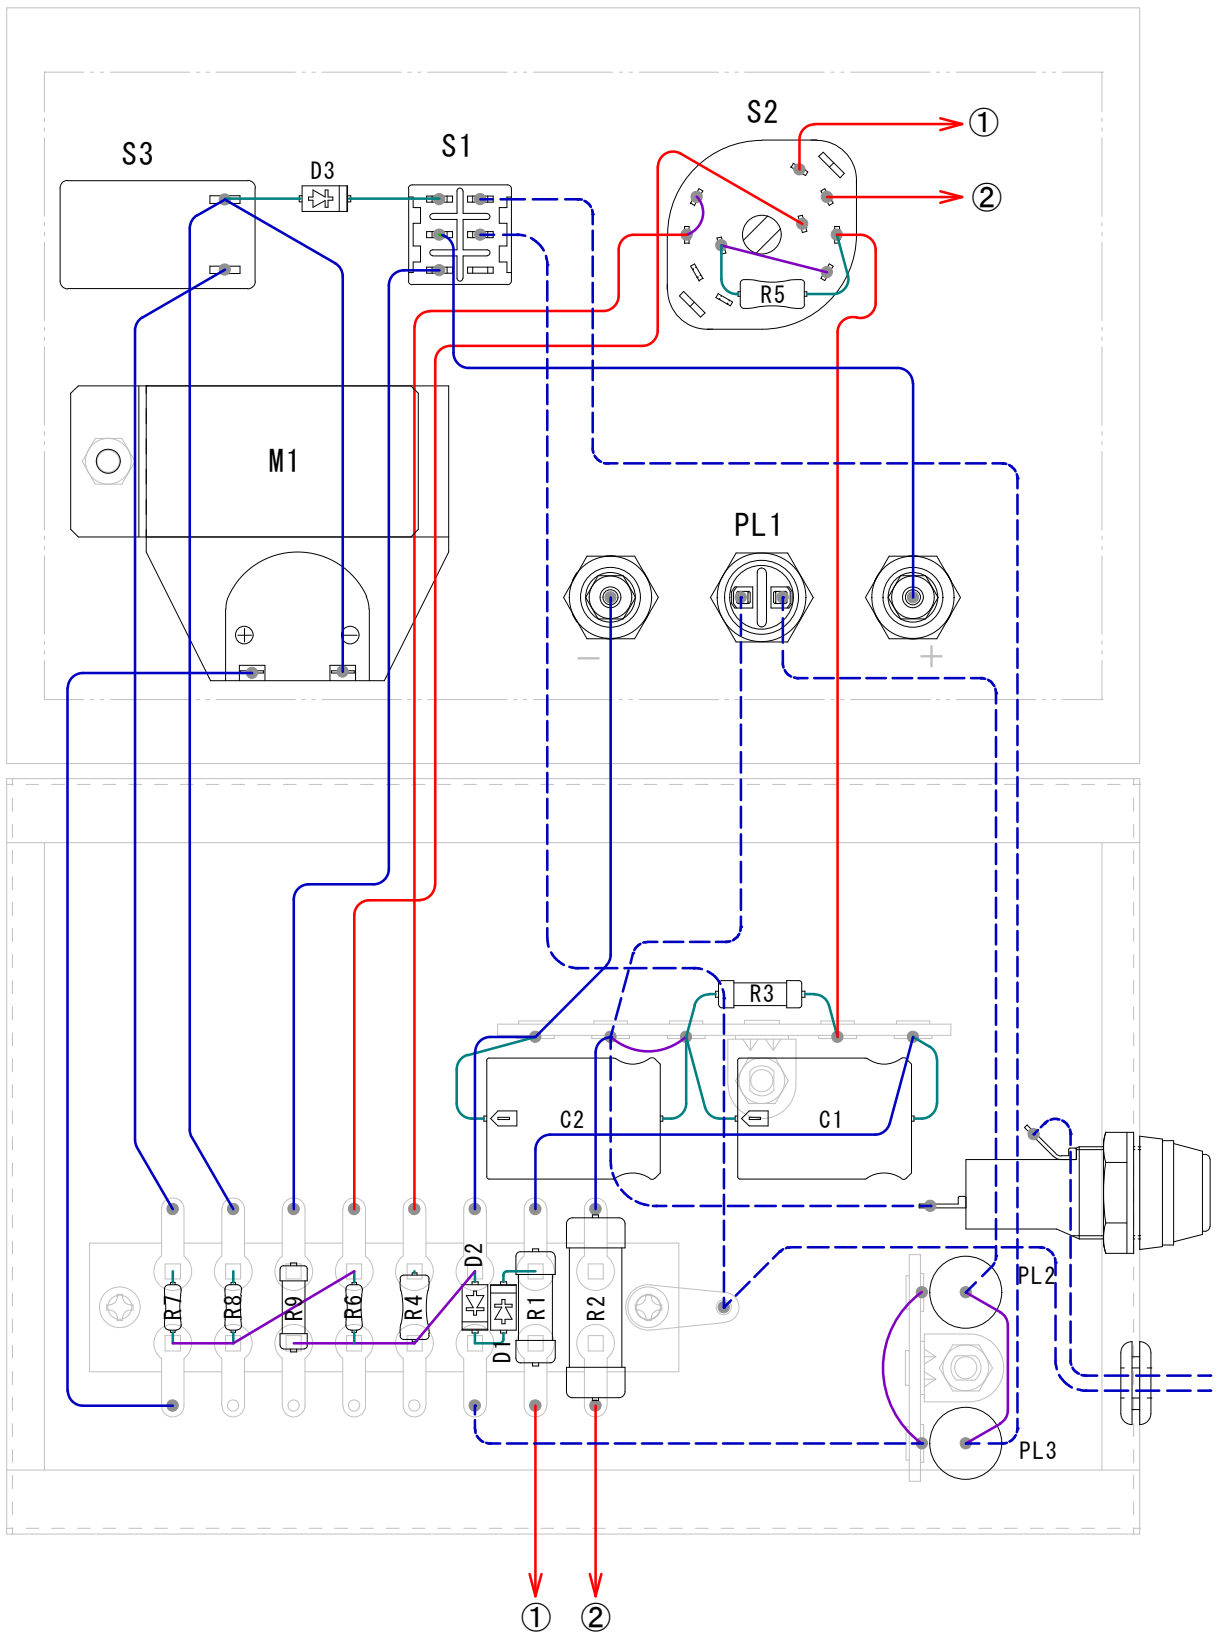 S2
①
S1
S3
D3
②
R5
M1
PL1
−
+
R3
C2
C1
D2
PL2
R7
R8
R9
R6
R4
D1
R1
R2
PL3
①
②